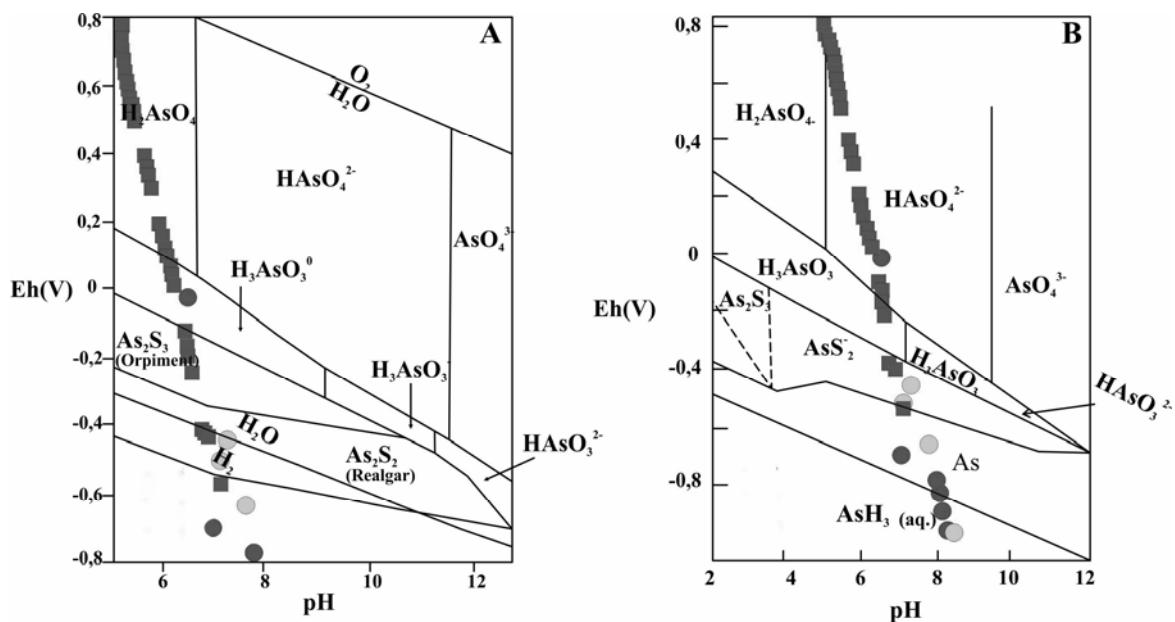 A
0,8
0,6
0,4
0,2
0
-0,2
-0,4
-0,6
-0,8
Eh(V)
6
8
10
12
pH
O₂
H₂O
H₂AsO₄
HAsO₄²⁻
AsO₄³⁻
H₃AsO₃⁰
As₂S₃
(Orpiment)
H₃AsO₃⁻
H₂O
H₂
As₂S₂
(Realgar)
HAsO₃²⁻
B
0,8
0,4
0
-0,4
-0,8
Eh(V)
2
4
6
8
10
12
pH
H₂AsO₄₋
HAsO₄²⁻
AsO₄³⁻
H₃AsO₃
As₂S₃
AsS₂⁻
H₃AsO₃
HAsO₃²⁻
As
AsH₃ (aq.)